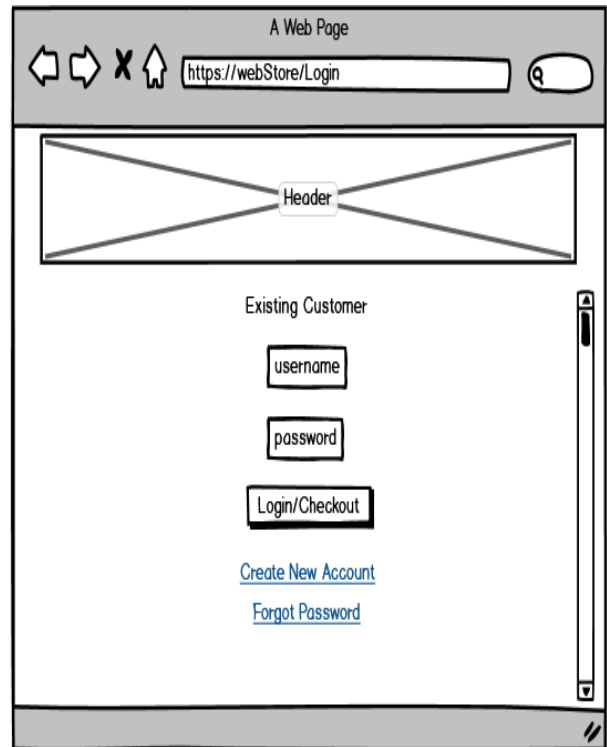 A Web Page
https://webStore/Login
Header
Existing Customer
username
password
Login/Checkout
Create New Account
Forgot Password